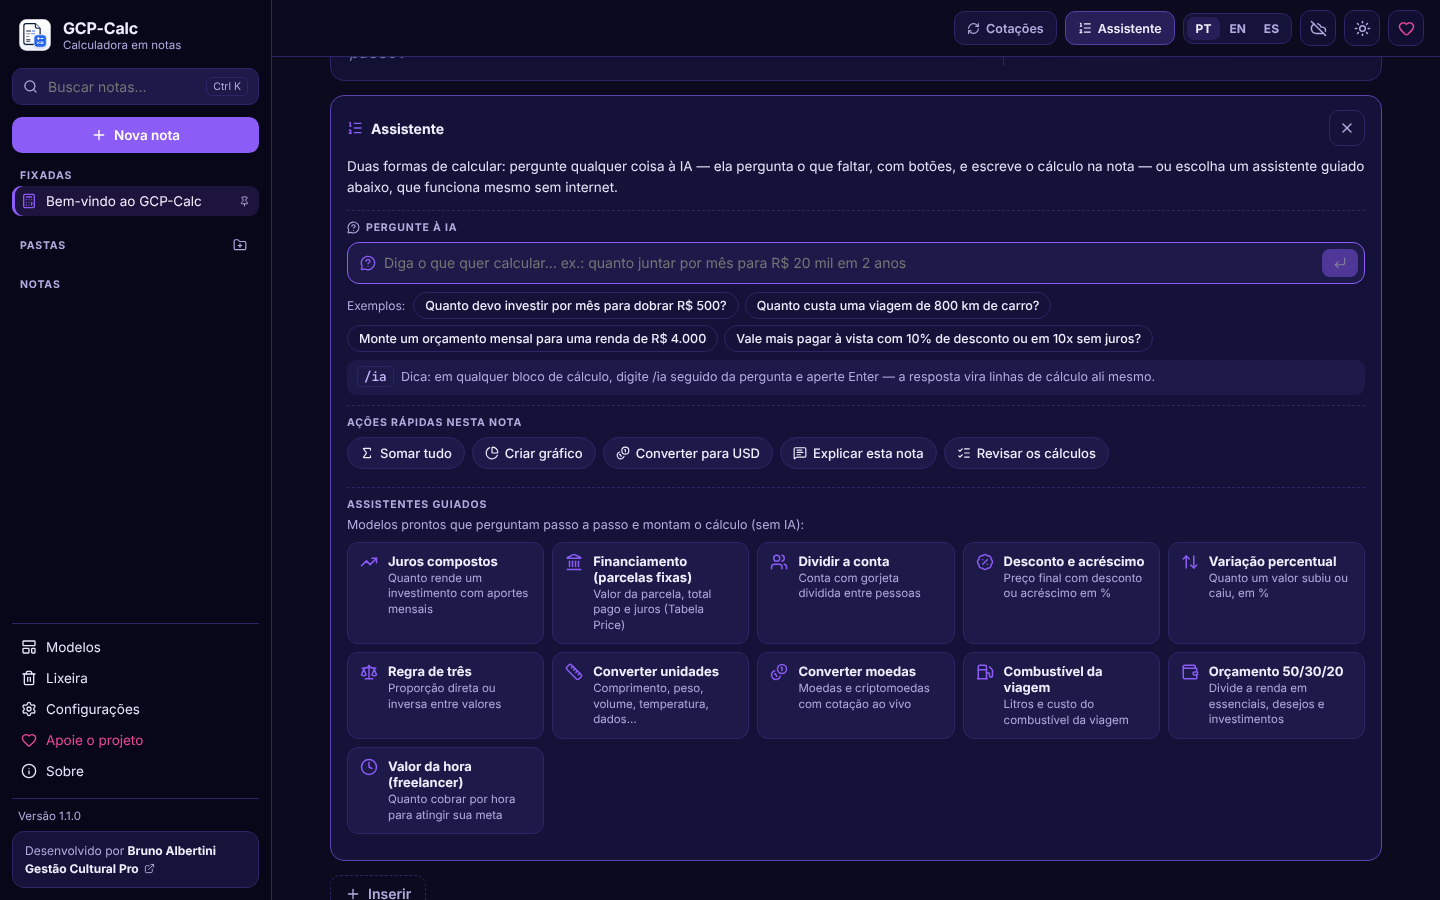 GCP-Calc
Calculadora em notas
Buscar notas...
Ctrl K
Nova nota
FIXADAS
Bem-vindo ao GCP-Calc
PASTAS
NOTAS
Modelos
Lixeira
Configurações
Apoie o projeto
Sobre
Versão 1.1.0
Desenvolvido por Bruno Albertini
Gestão Cultural Pro
Cotações
Assistente
PT
EN
ES
Assistente
Duas formas de calcular: pergunte qualquer coisa à IA — ela pergunta o que faltar, com botões, e escreve o cálculo na nota — ou escolha um assistente guiado
abaixo, que funciona mesmo sem internet.
PERGUNTE À IA
Diga o que quer calcular... ex.: quanto juntar por mês para R$ 20 mil em 2 anos
Exemplos:
Quanto devo investir por mês para dobrar R$ 500?
Quanto custa uma viagem de 800 km de carro?
Monte um orçamento mensal para uma renda de R$ 4.000
Vale mais pagar à vista com 10% de desconto ou em 10x sem juros?
/ia Dica: em qualquer bloco de cálculo, digite /ia seguido da pergunta e aperte Enter — a resposta vira linhas de cálculo ali mesmo.
AÇÕES RÁPIDAS NESTA NOTA
Somar tudo
Criar gráfico
Converter para USD
Explicar esta nota
Revisar os cálculos
ASSISTENTES GUIADOS
Modelos prontos que perguntam passo a passo e montam o cálculo (sem IA):
Juros compostos
Quanto rende um
investimento com aportes
mensais
Financiamento
(parcelas fixas)
Valor da parcela, total
pago e juros (Tabela
Price)
Dividir a conta
Conta com gorjeta
dividida entre pessoas
Desconto e acréscimo
Preço final com desconto
ou acréscimo em %
Variação percentual
Quanto um valor subiu ou
caiu, em %
Regra de três
Proporção direta ou
inversa entre valores
Converter unidades
Comprimento, peso,
volume, temperatura,
dados...
Converter moedas
Moedas e criptomoedas
com cotação ao vivo
Combustível da
viagem
Litros e custo do
combustível da viagem
Orçamento 50/30/20
Divide a renda em
essenciais, desejos e
investimentos
Valor da hora
(freelancer)
Quanto cobrar por hora
para atingir sua meta
Inserir